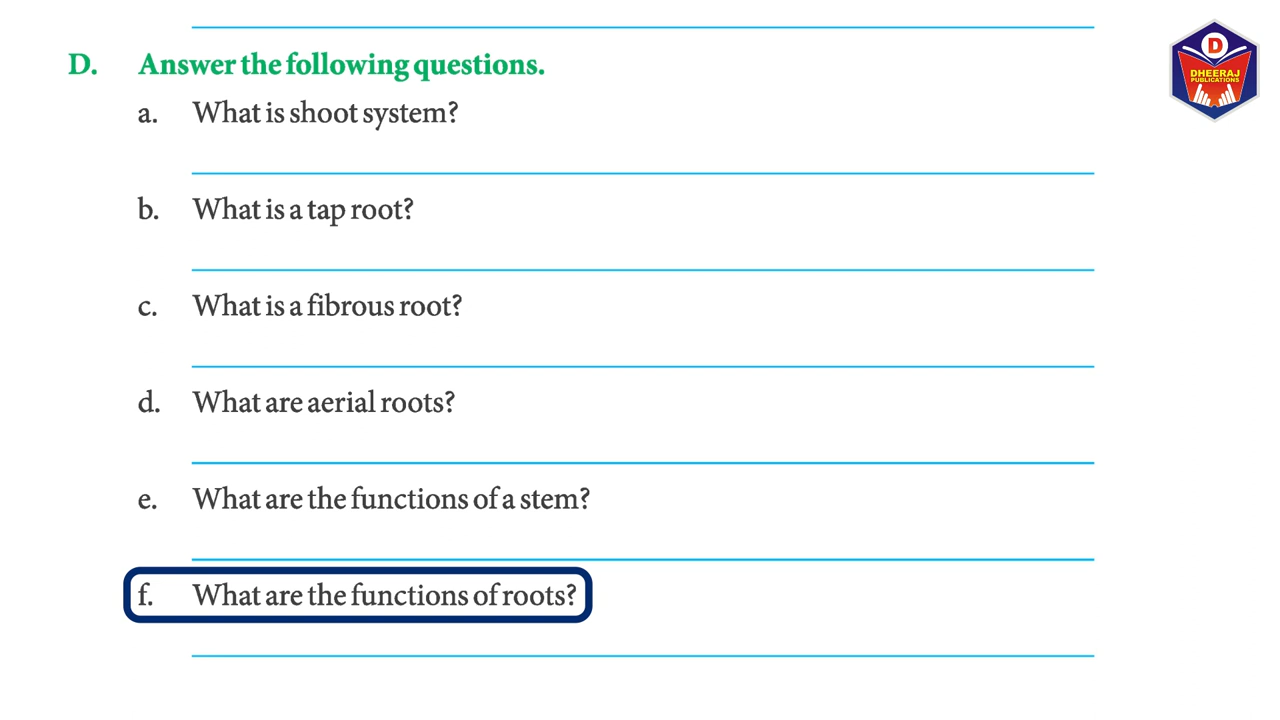 D. Answer the following questions.
a. What is shoot system?
b. What is a tap root?
c. What is a fibrous root?
d. What are aerial roots?
e. What are the functions of a stem?
f. What are the functions of roots?
D
DHEERAJ
PUBLICATIONS